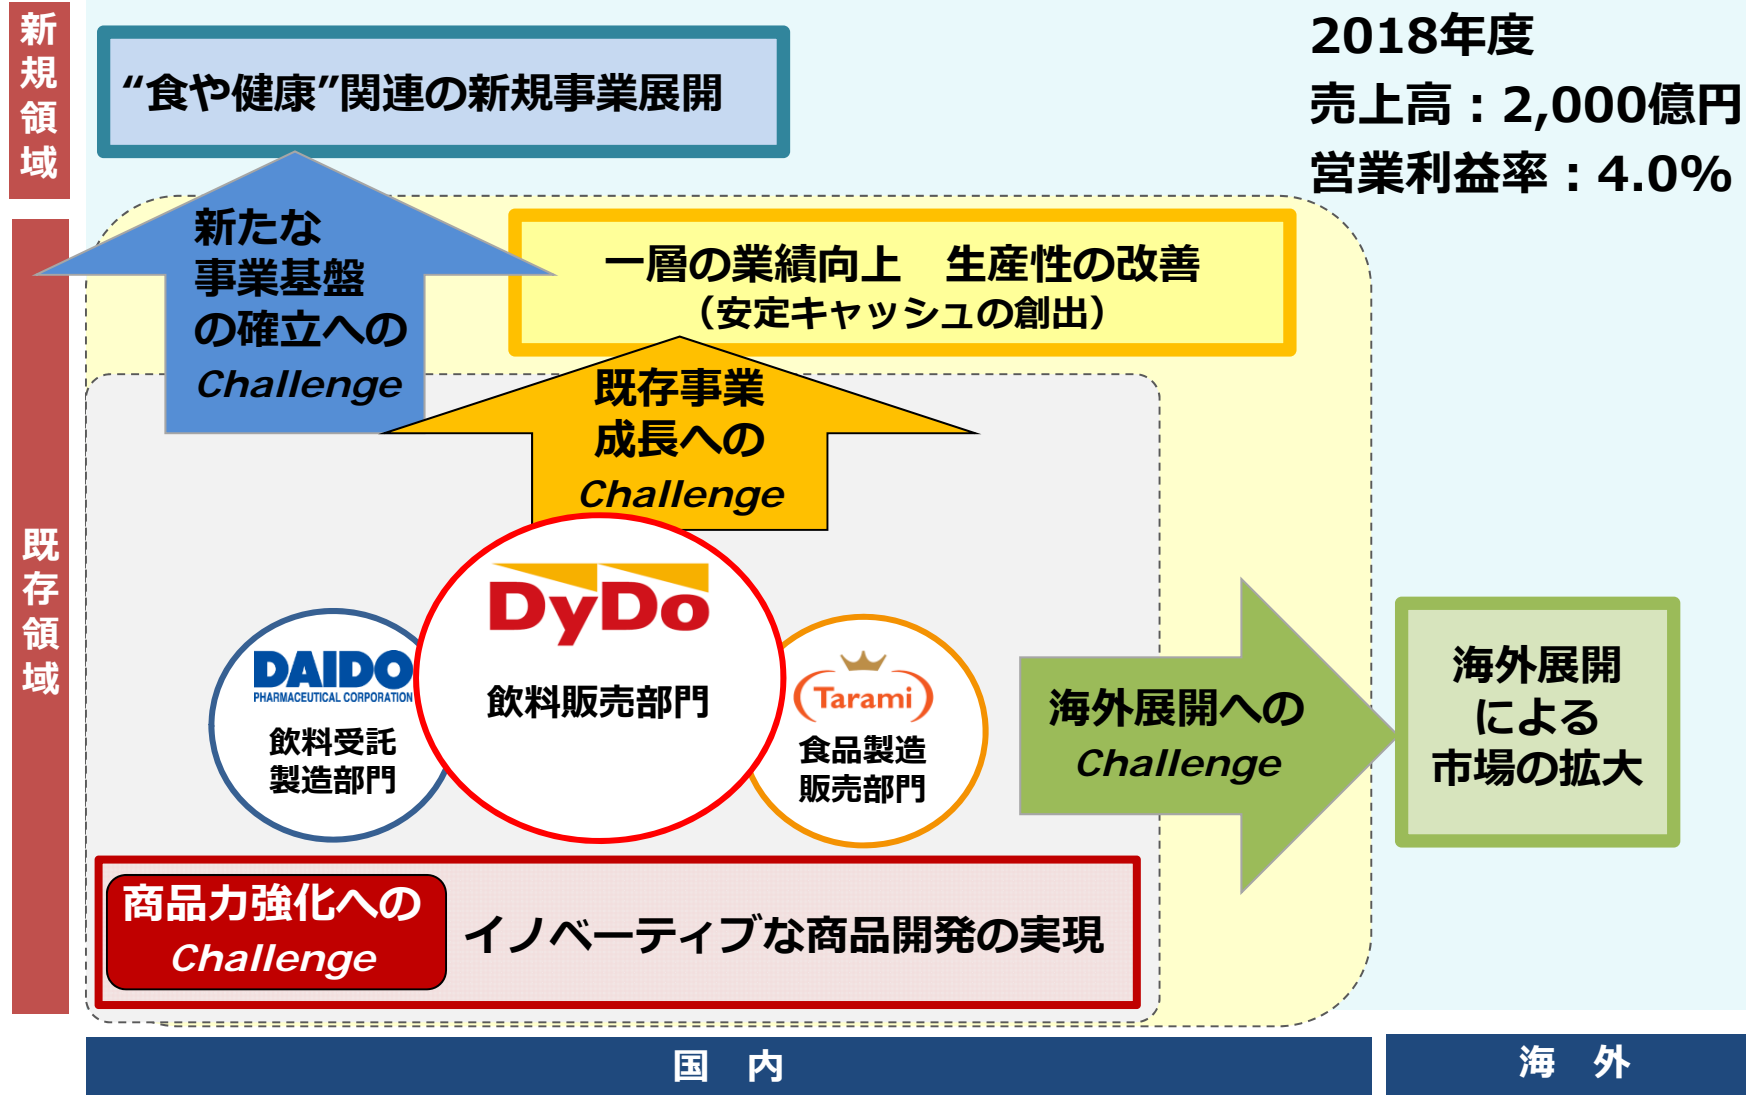 新規領域
“食や健康”関連の新規事業展開
2018年度
売上高：2,000億円
営業利益率：4.0%
新たな
事業基盤
の確立への
Challenge
一層の業績向上　生産性の改善
（安定キャッシュの創出）
既存事業
成長への
Challenge
既存領域
DAIDO
PHARMACEUTICAL CORPORATION
飲料受託
製造部門
DyDo
飲料販売部門
Tarami
食品製造
販売部門
海外展開への
Challenge
海外展開
による
市場の拡大
商品力強化への
Challenge
イノベーティブな商品開発の実現
国　内
海　外